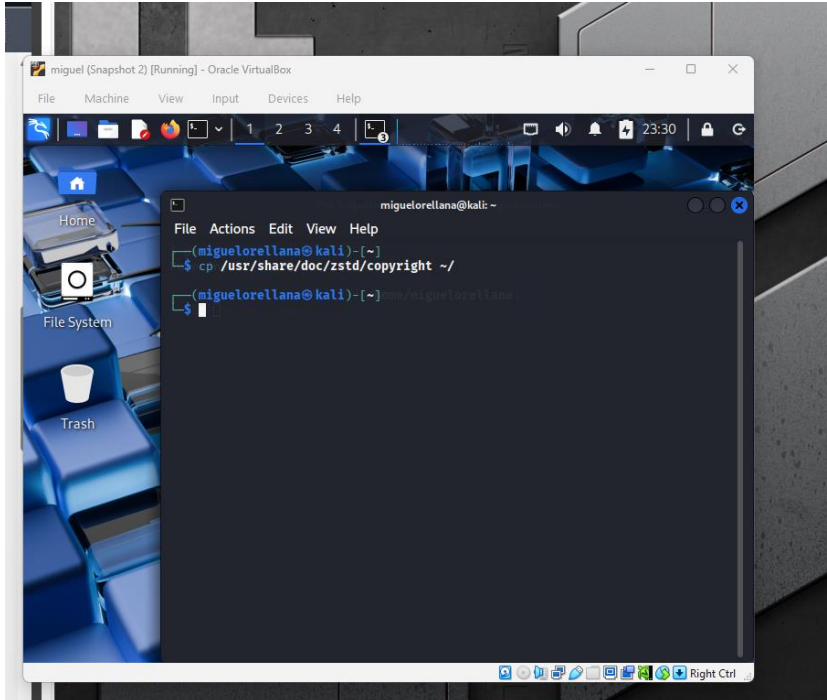 miguel (Snapshot 2) [Running] - Oracle VirtualBox
File Machine View Input Devices Help
1 2 3 4 3 23:30
Home
File System
Trash
miguelorellana@kali: ~
File Actions Edit View Help
(miguelorellana㉿kali)-[~]
$ cp /usr/share/doc/zstd/copyright ~/
(miguelorellana㉿kali)-[~]
$
Right Ctrl